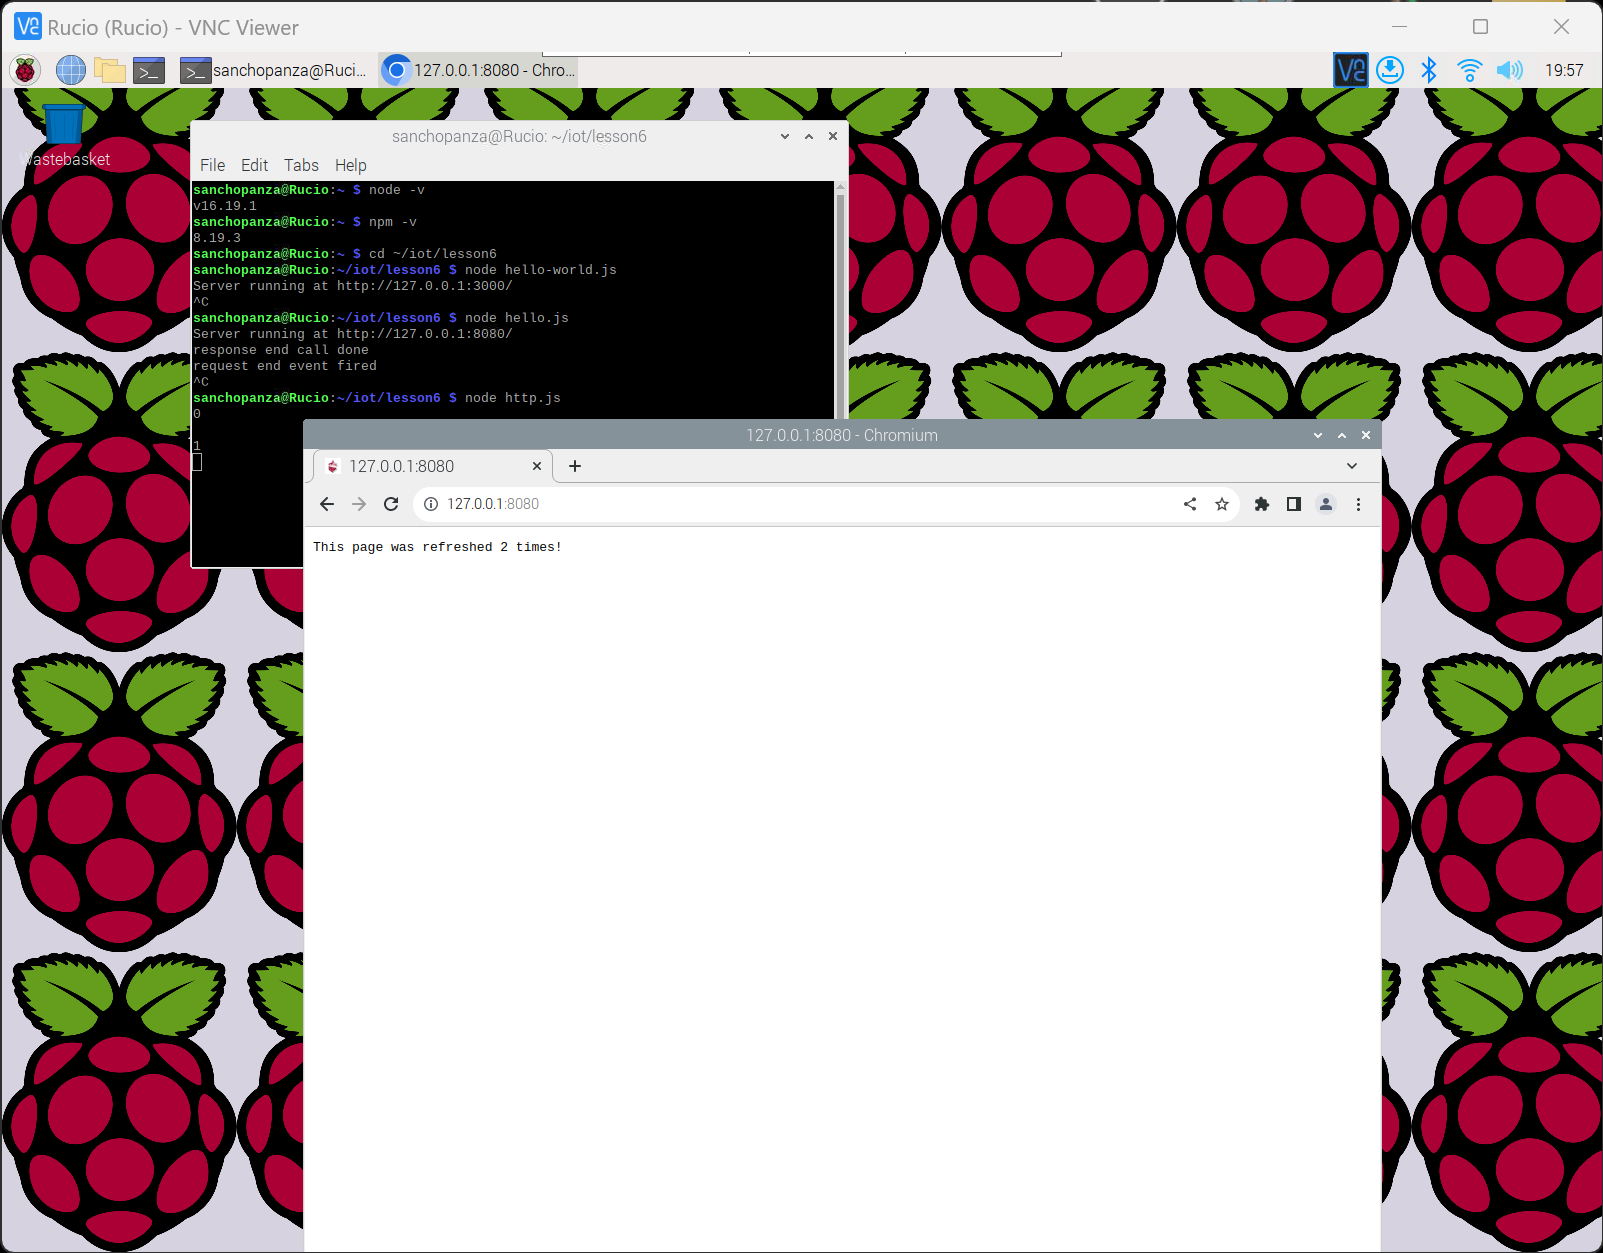 Rucio (Rucio) - VNC Viewer
sanchopanza@Ruci...
127.0.0.1:8080 - Chro...
19:57
Wastebasket
sanchopanza@Rucio: ~/iot/lesson6
File Edit Tabs Help
sanchopanza@Rucio:~ $ node -v
v16.19.1
sanchopanza@Rucio:~ $ npm -v
8.19.3
sanchopanza@Rucio:~ $ cd ~/iot/lesson6
sanchopanza@Rucio:~/iot/lesson6 $ node hello-world.js
Server running at http://127.0.0.1:3000/
^C
sanchopanza@Rucio:~/iot/lesson6 $ node hello.js
Server running at http://127.0.0.1:8080/
response end call done
request end event fired
^C
sanchopanza@Rucio:~/iot/lesson6 $ node http.js
0
1
127.0.0.1:8080 - Chromium
127.0.0.1:8080
127.0.0.1:8080
This page was refreshed 2 times!